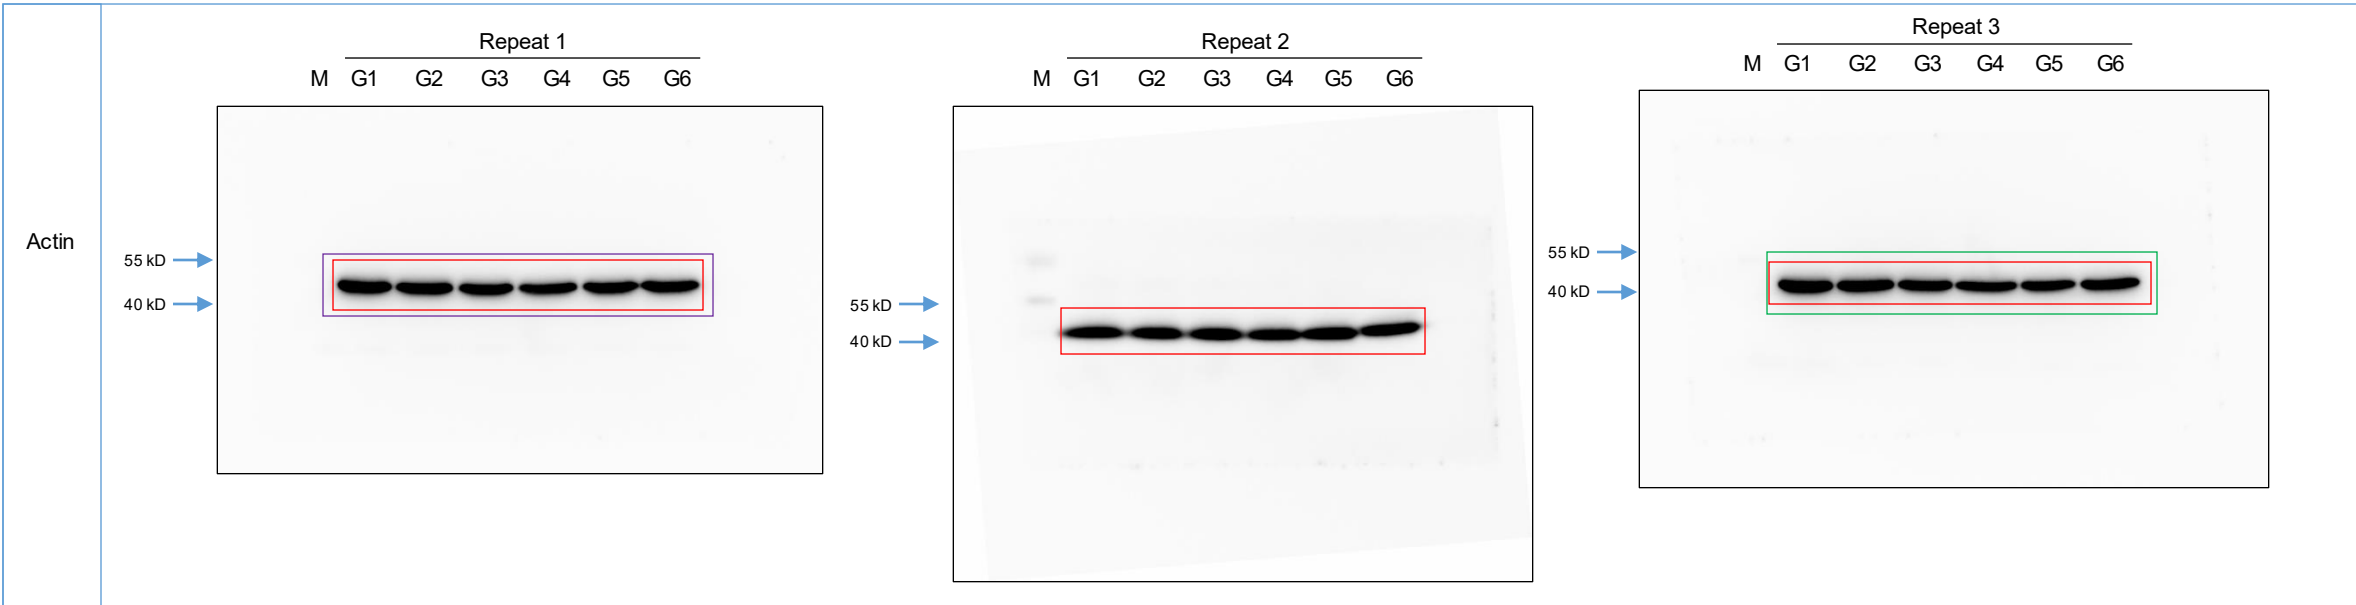 Actin
Repeat 1
M G1 G2 G3 G4 G5 G6
55 kD
40 kD
Repeat 2
M G1 G2 G3 G4 G5 G6
55 kD
40 kD
Repeat 3
M G1 G2 G3 G4 G5 G6
55 kD
40 kD